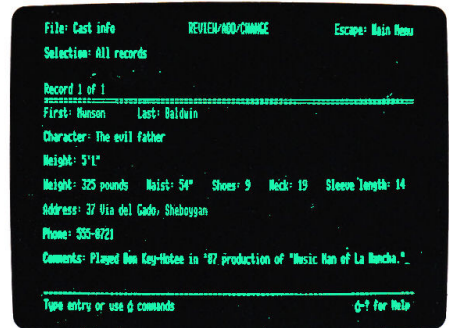 File: Cast info REVIEW/ADD/CHANGE Escape: Main Menu
Selection: All records
Record 1 of 1
First: Munson Last: Balduin
Character: The evil father
Height: 5'1"
Weight: 325 pounds Waist: 54" Shoes: 9 Neck: 19 Sleeve length: 14
Address: 37 Via del Gado, Sheboygan
Phone: 555-8721
Comments: Played Don Key-Hotee in '87 production of "Music Man of La Mancha."_
Type entry or use commands -? for Help